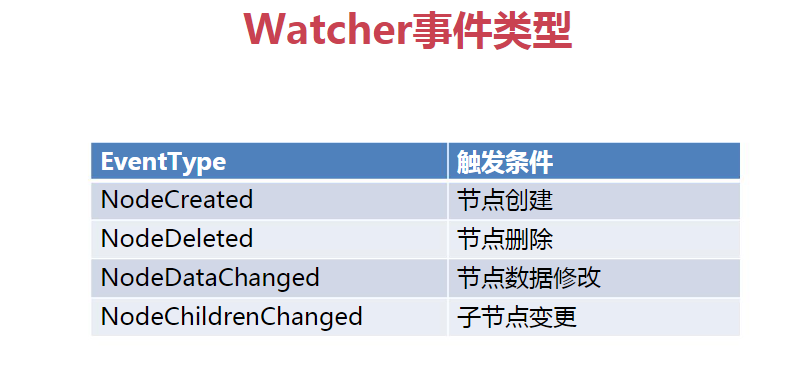 Watcher事件类型
EventType 触发条件
NodeCreated 节点创建
NodeDeleted 节点删除
NodeDataChanged 节点数据修改
NodeChildrenChanged 子节点变更